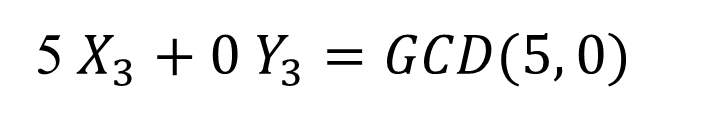 5 X₃ + 0 Y₃ = GCD(5, 0)